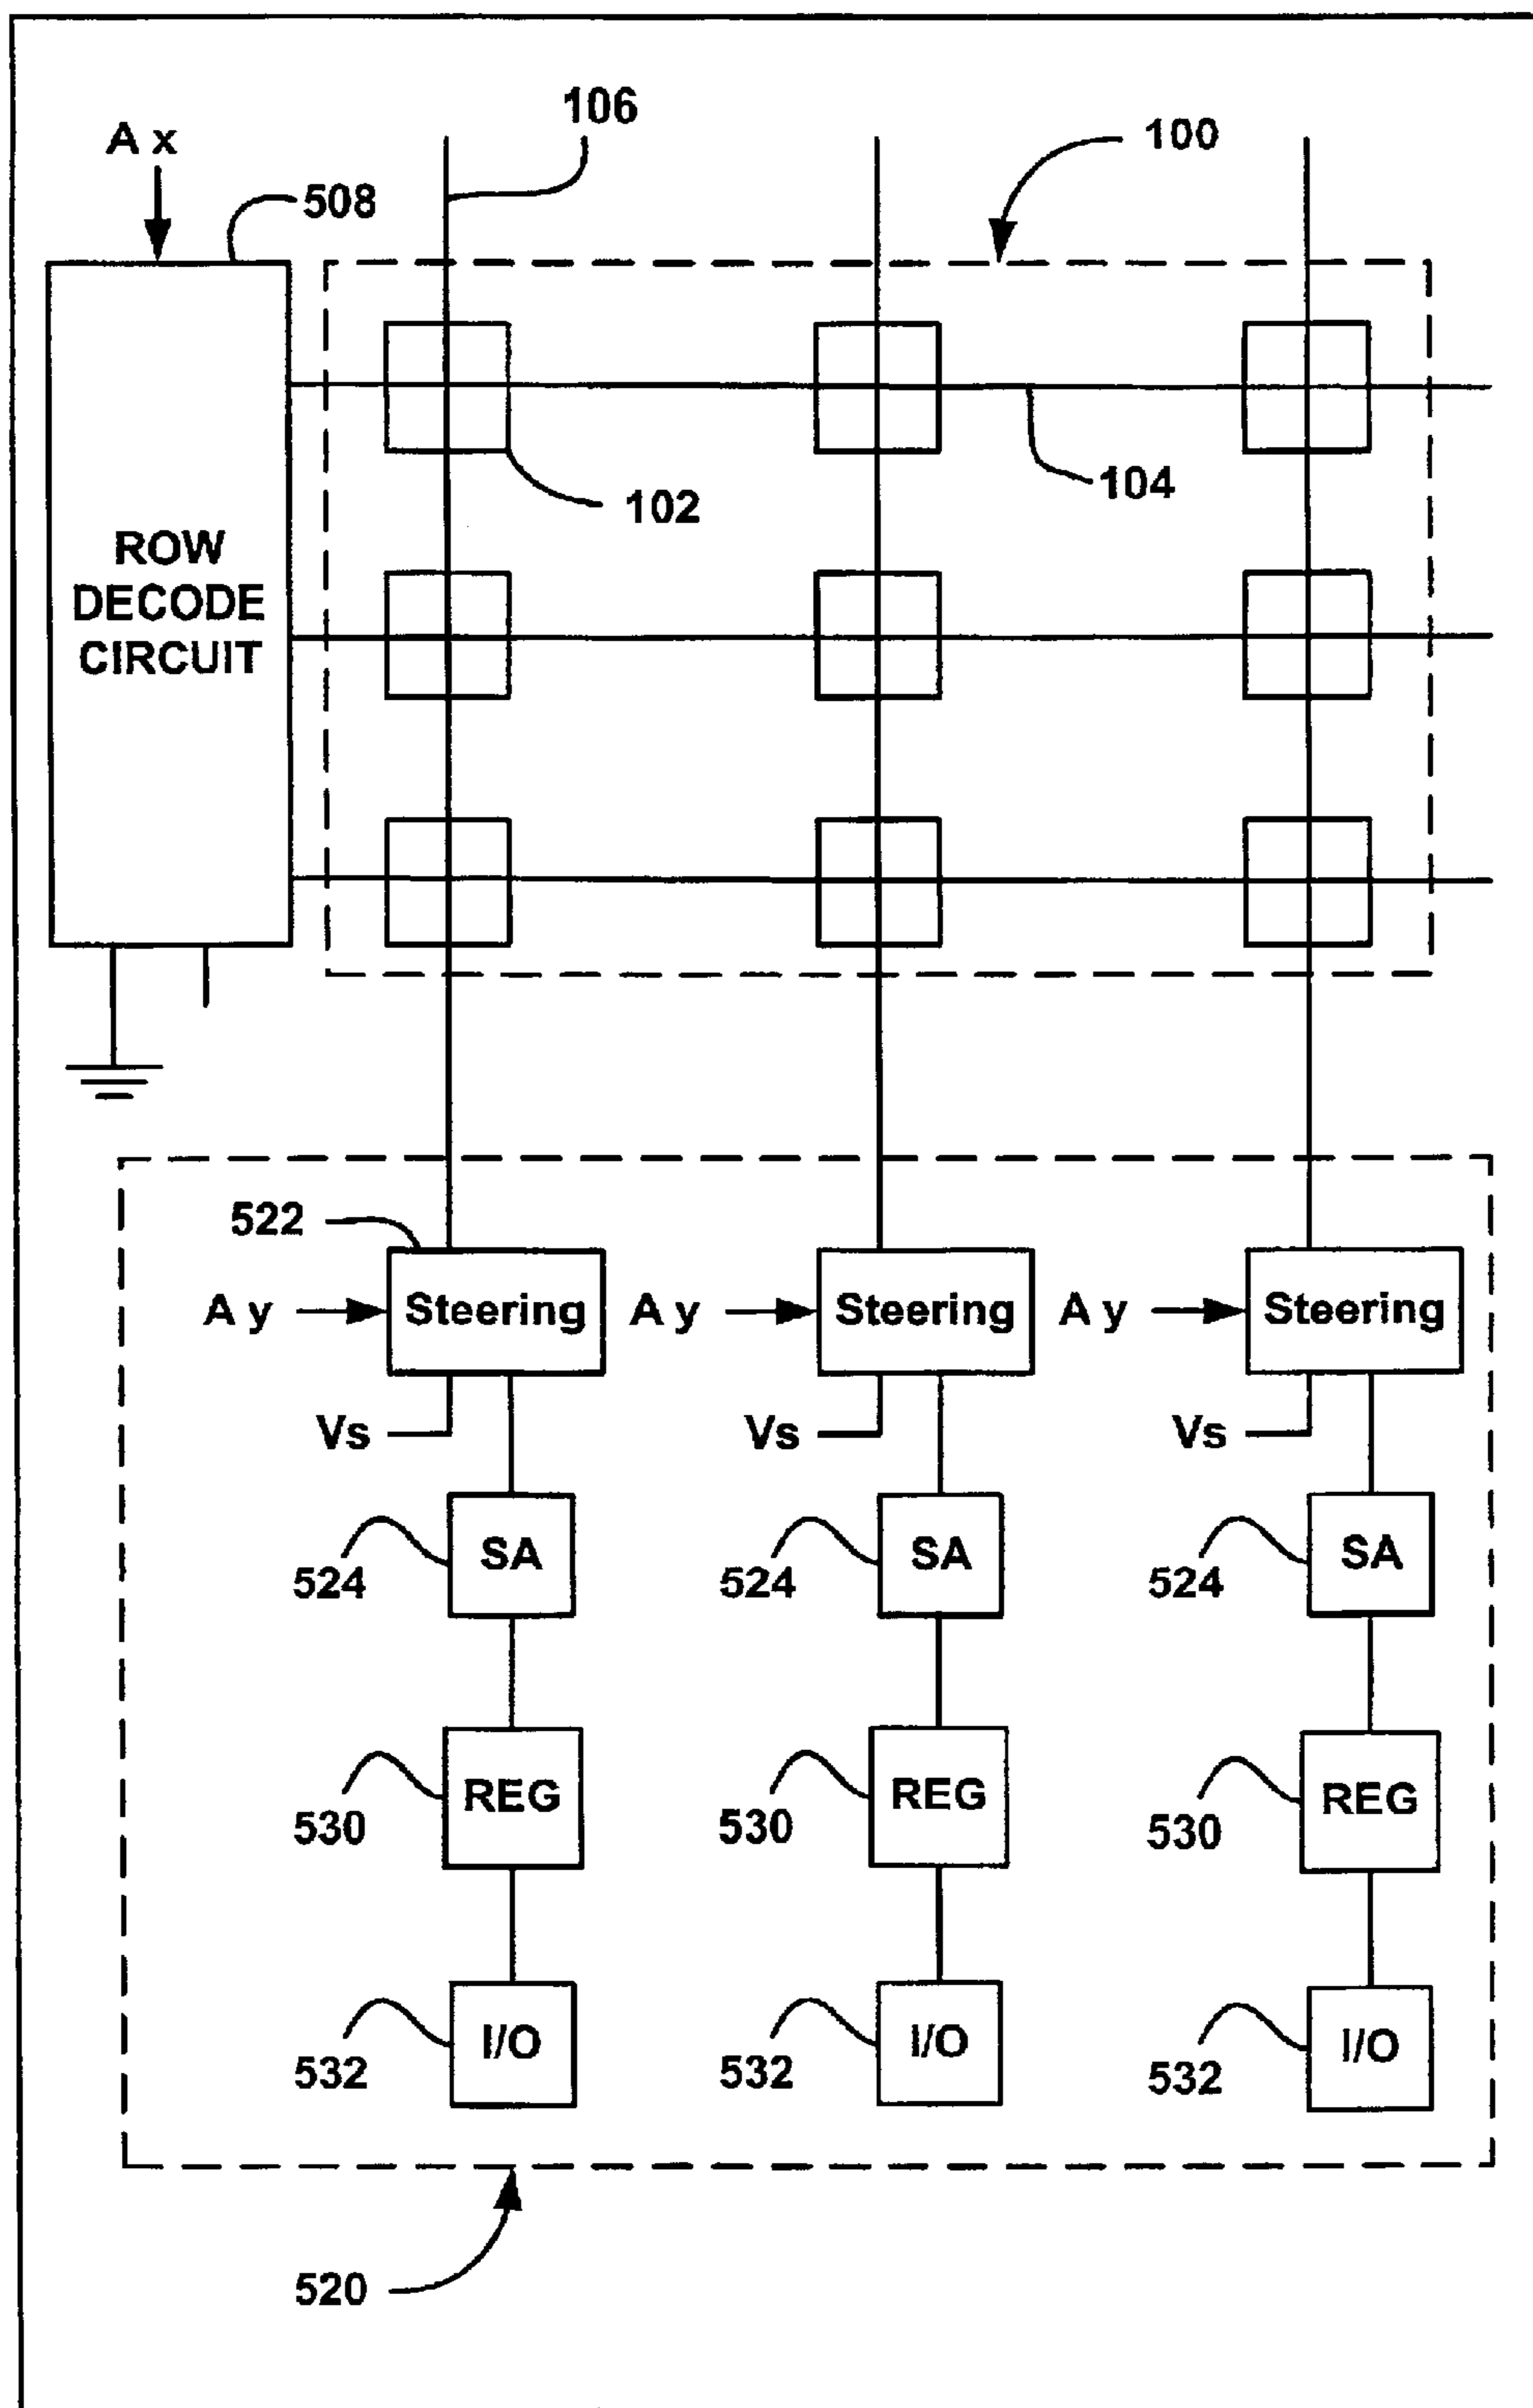 106
100
A x
508
104
102
ROW
DECODE
CIRCUIT
522
A y Steering A y Steering A y Steering
Vs Vs Vs
SA SA SA
524 524 524
REG REG REG
530 530 530
I/O I/O I/O
532 532 532
520